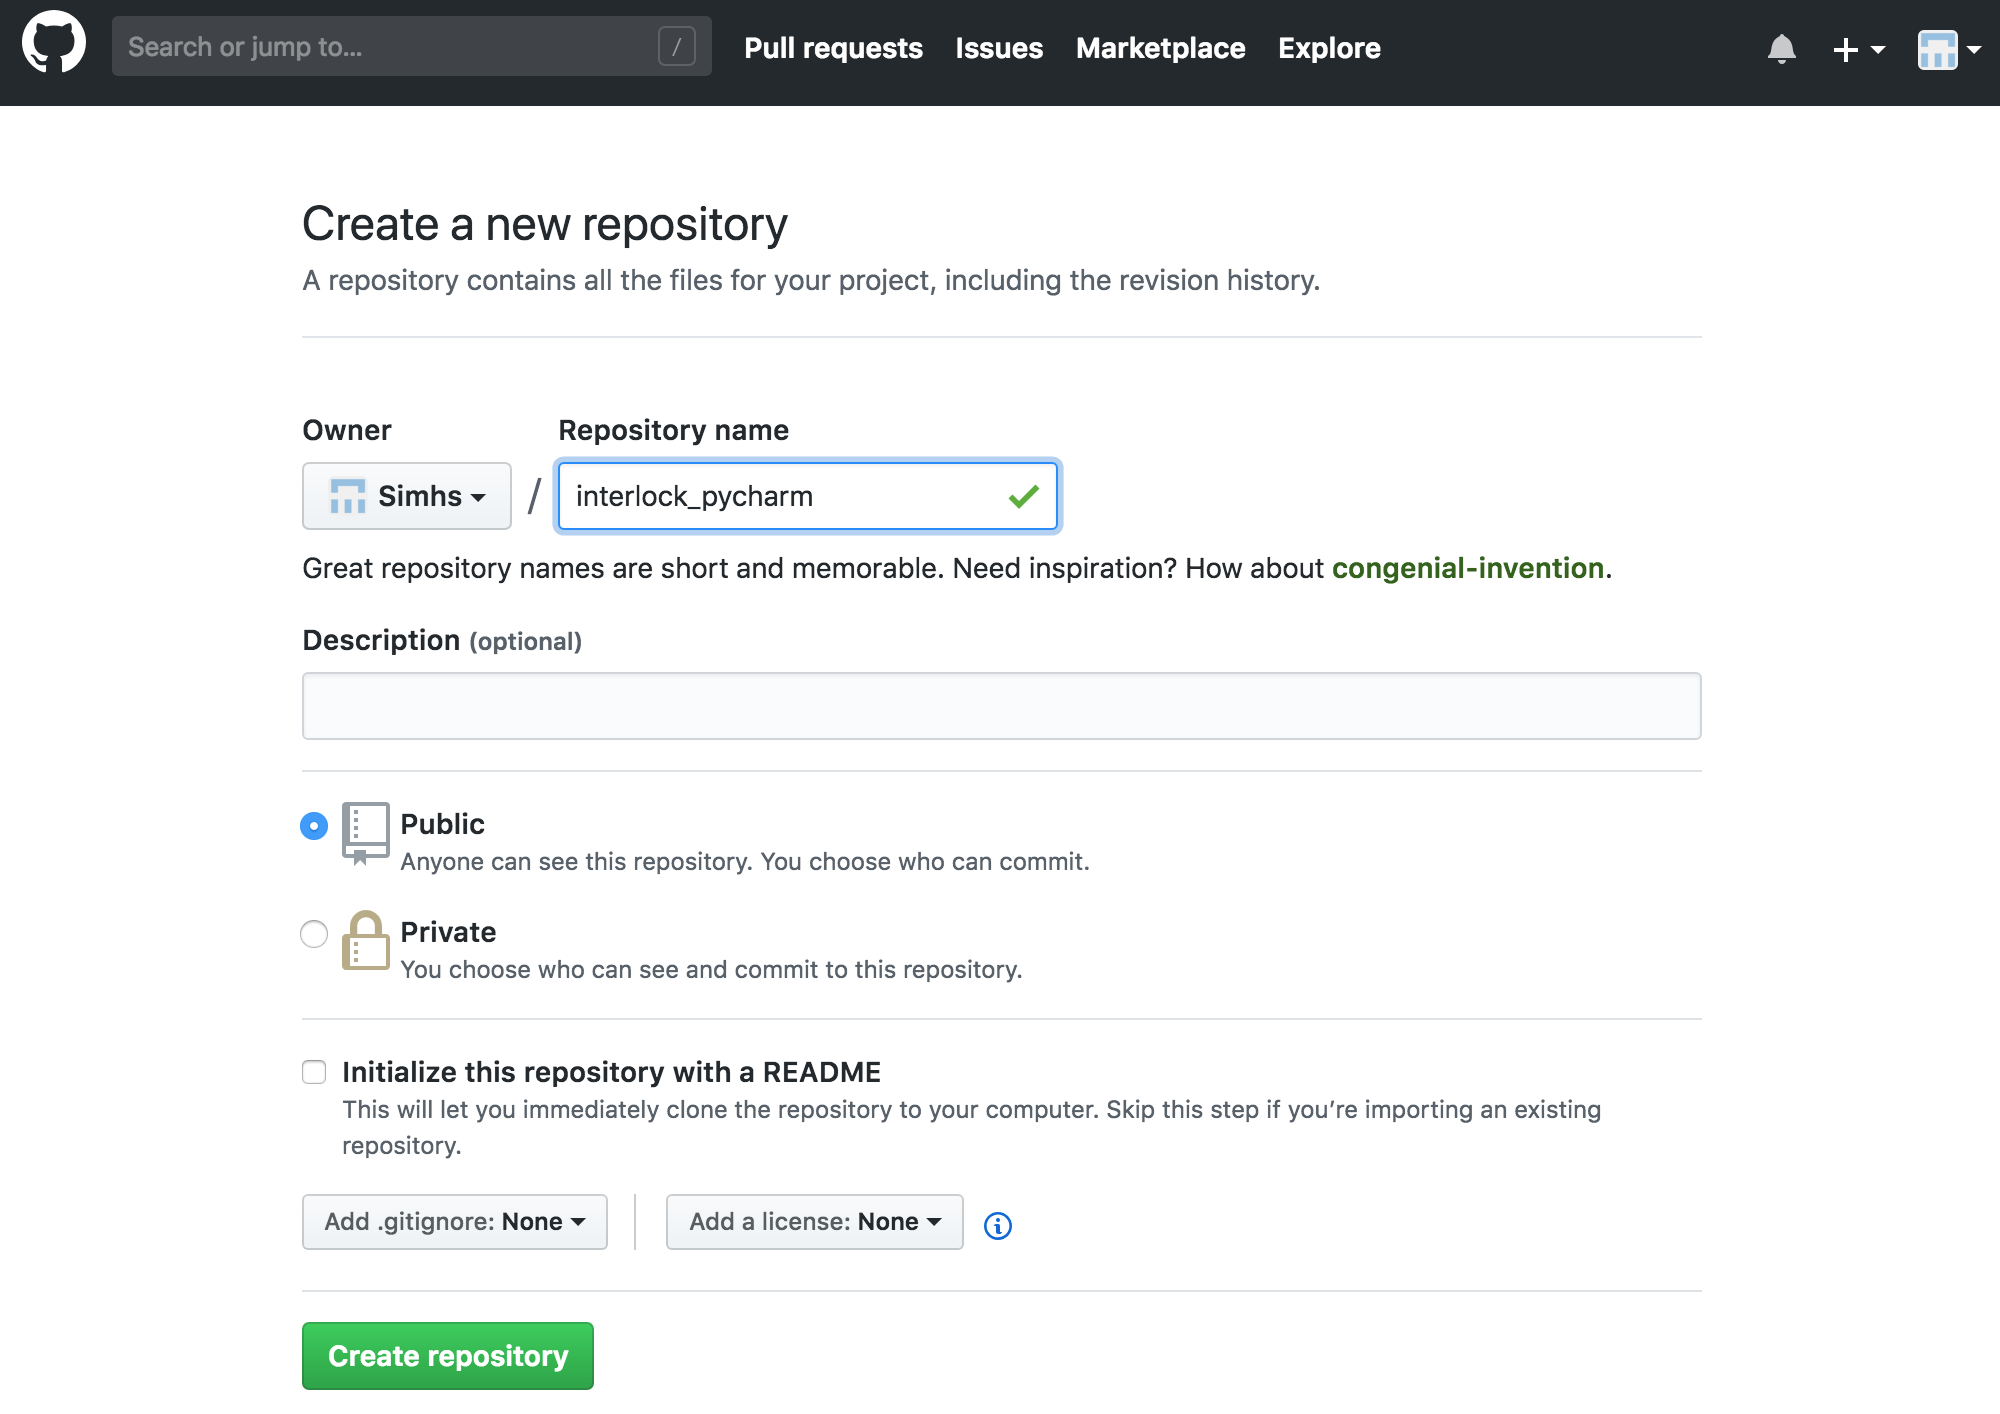 Search or jump to... /
Pull requests Issues Marketplace Explore
Create a new repository
A repository contains all the files for your project, including the revision history.
Owner Repository name
Simhs / interlock_pycharm
Great repository names are short and memorable. Need inspiration? How about congenial-invention.
Description (optional)
Public
Anyone can see this repository. You choose who can commit.
Private
You choose who can see and commit to this repository.
Initialize this repository with a README
This will let you immediately clone the repository to your computer. Skip this step if you’re importing an existing
repository.
Add .gitignore: None Add a license: None
Create repository